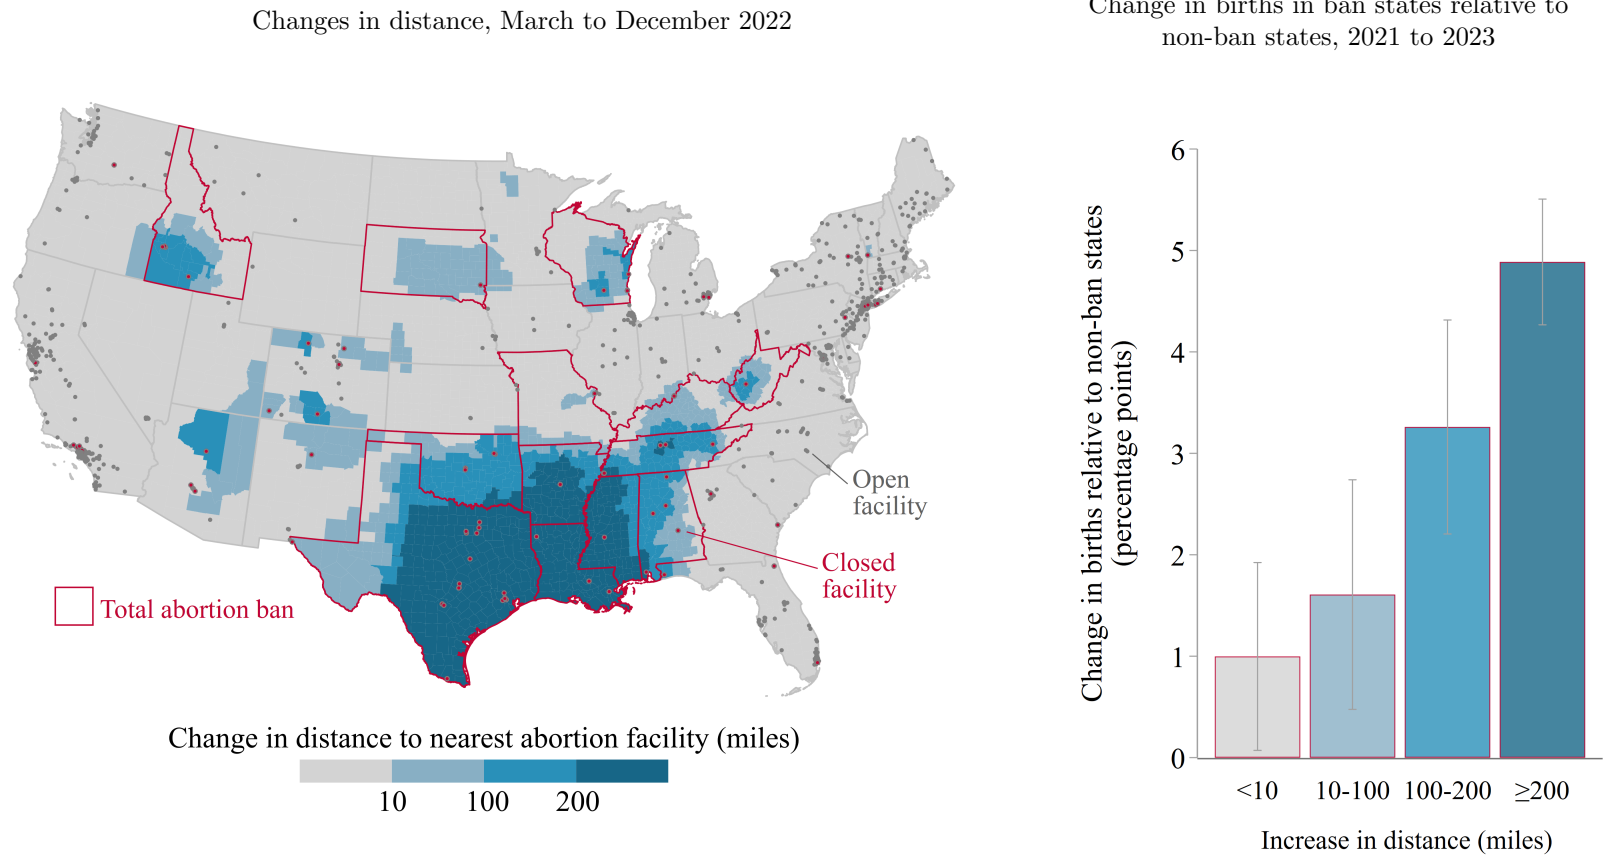 Changes in distance, March to December 2022
Open
facility
Closed
facility
Total abortion ban
Change in distance to nearest abortion facility (miles)
10 100 200
Change in births in ban states relative to
non-ban states, 2021 to 2023
Change in births relative to non-ban states
(percentage points)
6
5
4
3
2
1
0
<10 10-100 100-200 ≥200
Increase in distance (miles)